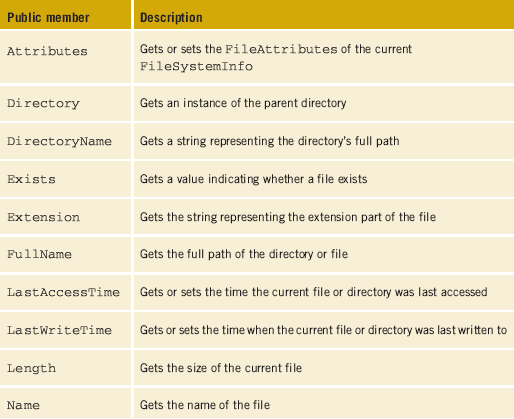 Public member Description
Attributes Gets or sets the FileAttributes of the current
FileSystemInfo
Directory Gets an instance of the parent directory
DirectoryName Gets a string representing the directory's full path
Exists Gets a value indicating whether a file exists
Extension Gets the string representing the extension part of the file
FullName Gets the full path of the directory or file
LastAccessTime Gets or sets the time the current file or directory was last accessed
LastWriteTime Gets or sets the time when the current file or directory was last written to
Length Gets the size of the current file
Name Gets the name of the file